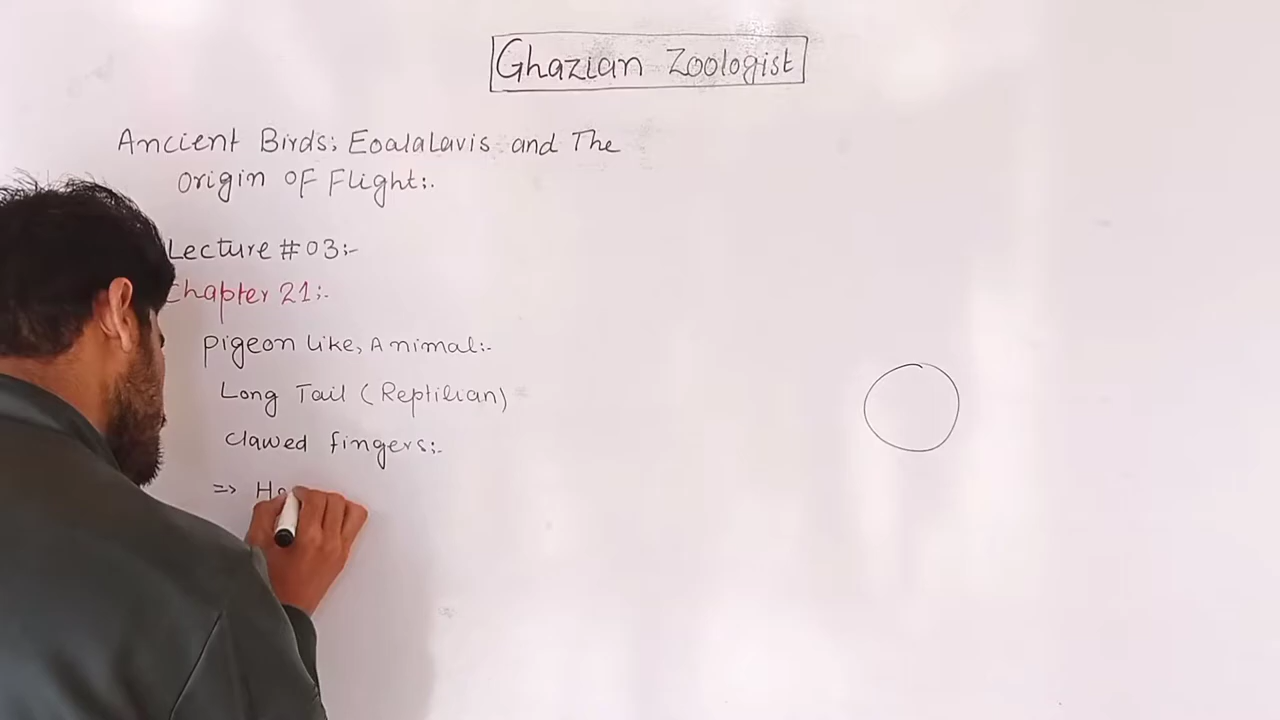 Ghazian Zoologist
Ancient Birds: Eoalalavis and The
Origin OF Flight:.
Lecture #03:-
Chapter 21:-
Pigeon Like, Animal:-
Long Tail (Reptilian)
Clawed fingers:-
=>